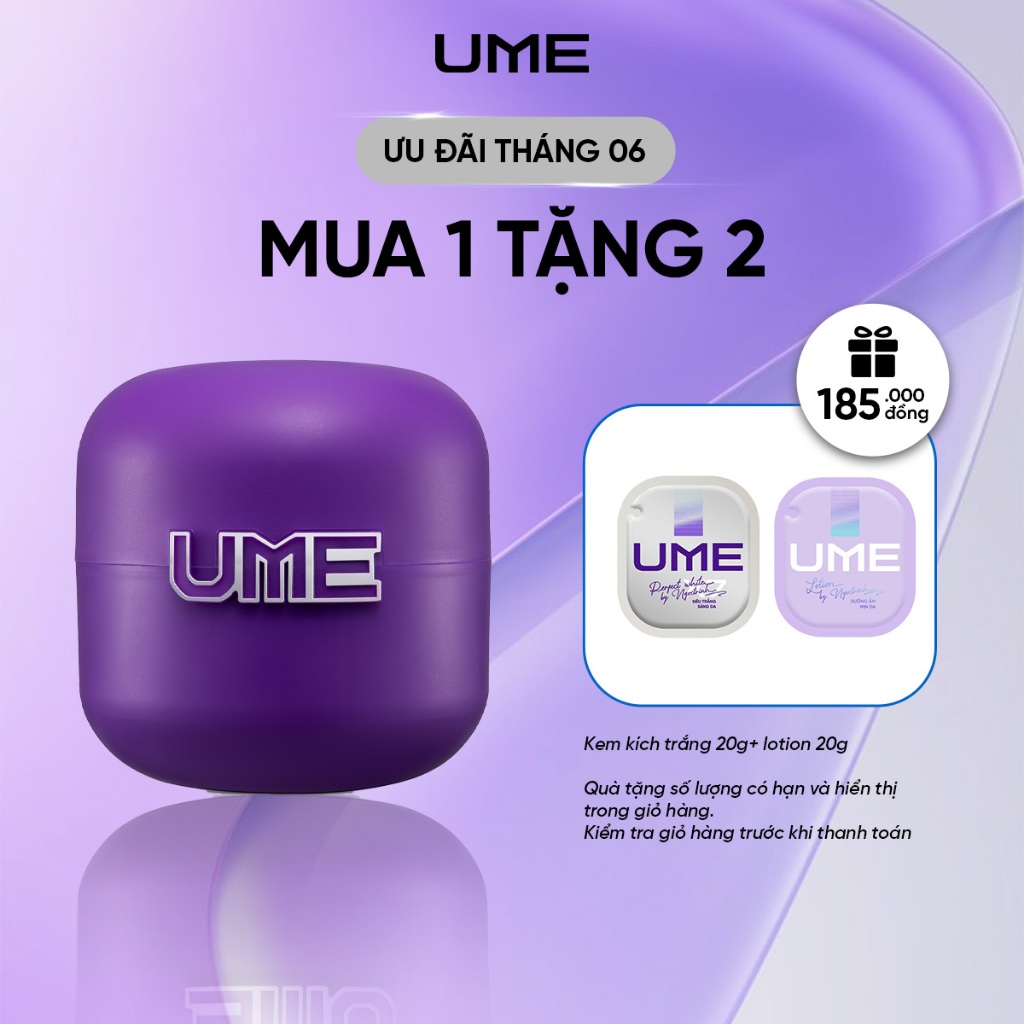 UME
ƯU ĐÃI THÁNG 06
MUA 1 TẶNG 2
185.000
đồng
UME
UME
Perfect white
by Ngoctrinh
SIÊU TRẮNG
SÁNG DA
UME
Lotion
by Ngoctrinh
DƯỠNG ẨM
MỊN DA
Kem kích trắng 20g+ lotion 20g
Quà tặng số lượng có hạn và hiển thị
trong giỏ hàng.
Kiểm tra giỏ hàng trước khi thanh toán